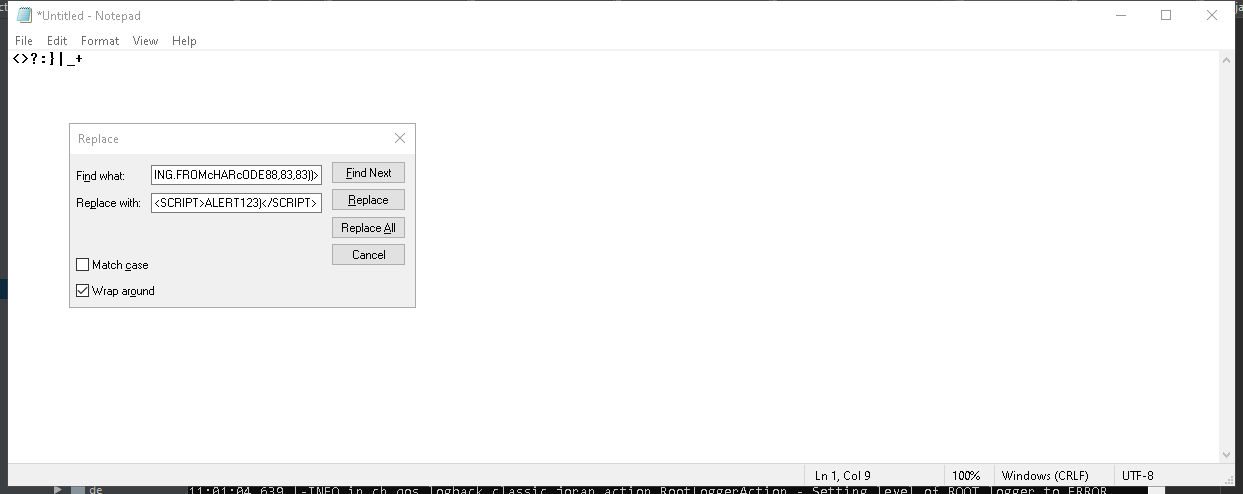 *Untitled - Notepad
File Edit Format View Help
<>?:}|_+
Replace
Find what: ING.FROMcHARcODE88,83,83))> Find Next
Replace with: <SCRIPT>ALERT123)</SCRIPT> Replace
Replace All
Cancel
Match case
Wrap around
Ln 1, Col 9 100% Windows (CRLF) UTF-8
de 11:01:04,639 |-INFO in ch.qos.logback.classic.joran.action.RootLoggerAction - Setting level of ROOT logger to ERROR